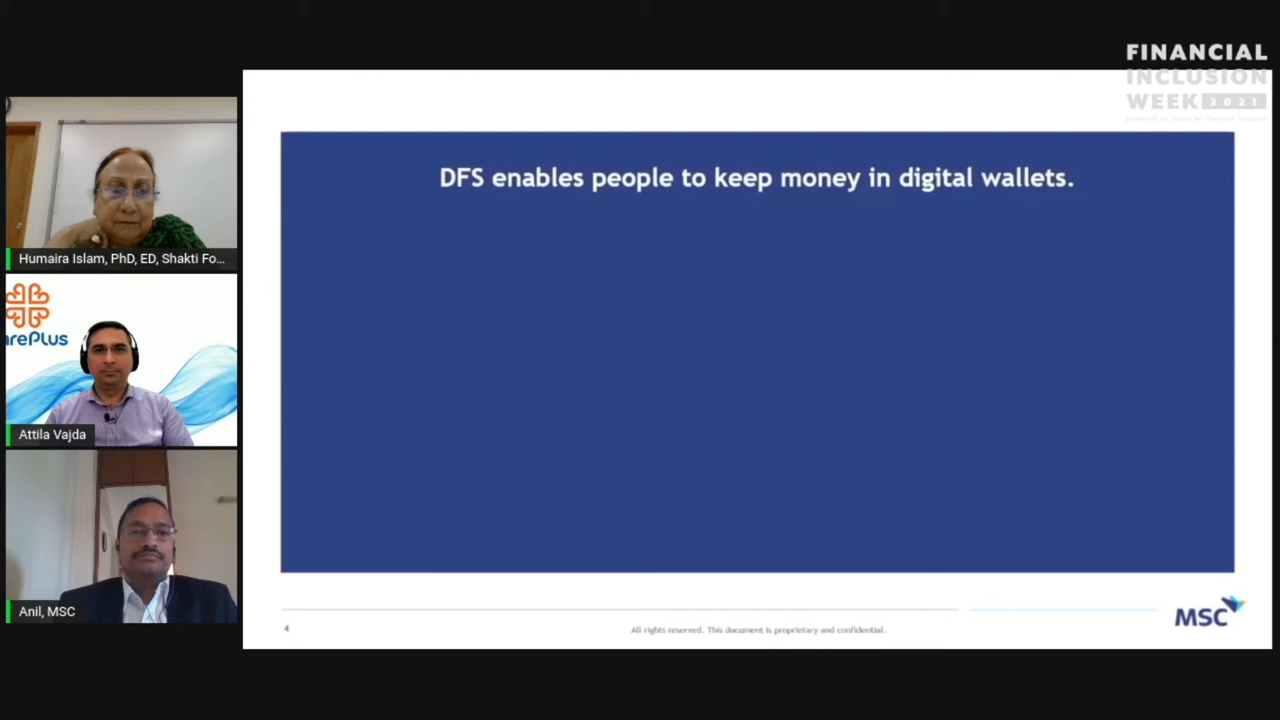 FINANCIAL
INCLUSION
WEEK 2021
DFS enables people to keep money in digital wallets.
Humaira Islam, PhD, ED, Shakti Fo...
arePlus
Attila Vajda
Anil, MSC
4
All rights reserved. This document is proprietary and confidential.
MSC